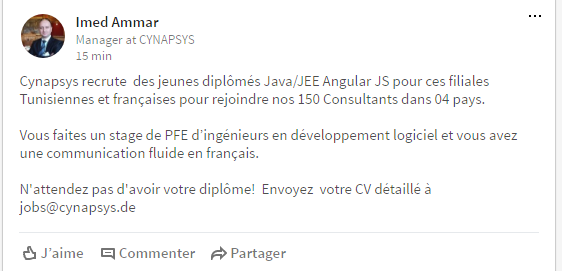 Imed Ammar
Manager at CYNAPSYS
15 min
Cynapsys recrute des jeunes diplômés Java/JEE Angular JS pour ces filiales
Tunisiennes et françaises pour rejoindre nos 150 Consultants dans 04 pays.
Vous faites un stage de PFE d'ingénieurs en développement logiciel et vous avez
une communication fluide en français.
N'attendez pas d'avoir votre diplôme! Envoyez votre CV détaillé à
jobs@cynapsys.de
J'aime Commenter Partager